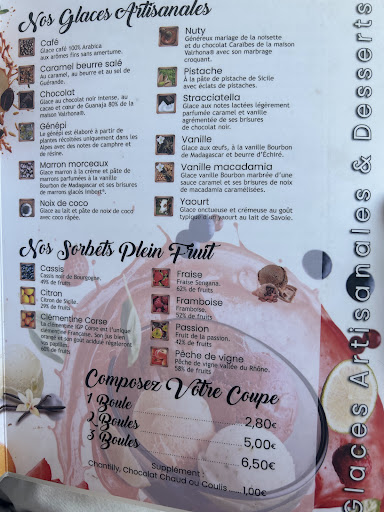 Nos Glaces Artisanales
Café
Glace café 100% Arabica
aux arômes fins sans amertume.
Caramel beurre salé
Au caramel, au beurre et au sel de
Guérande.
Chocolat
Glace au chocolat noir intense, au
cacao et cœur de Guanaja 80% de la
maison Valrhona®.
Génépi
Le génépi est élaboré à partir de
plantes récoltées uniquement dans les
Alpes avec des notes de camphre et
de résine.
Marron morceaux
Glace marron à la crème et pâte de
marrons parfumées à la vanille
Bourbon de Madagascar et ses brisures
de marrons glacés Imbert®.
Noix de coco
Glace au lait et pâte de noix de coco
avec coco râpée.
Nuty
Généreux mariage de la noisette
et du chocolat Caraïbes de la maison
Valrhona® avec son marbrage
croquant.
Pistache
À la pâte de pistache de Sicile
avec éclats de pistaches.
Stracciatella
Glace aux notes lactées légèrement
parfumée caramel et vanille
agrémentée de ses brisures
de chocolat noir.
Vanille
Glace aux œufs, à la vanille Bourbon
de Madagascar et beurre d'Echiré.
Vanille macadamia
Glace vanille Bourbon marbrée d'une
sauce caramel et ses brisures de noix
de macadamia caramélisées.
Yaourt
Glace onctueuse et crémeuse au goût
typique d'un yaourt au lait de Savoie.
Nos Sorbets Plein Fruit
Cassis
Cassis noir de Bourgogne.
49% de fruits
Citron
Citron de Sicile.
29% de fruits
Clémentine Corse
La clémentine IGP Corse est l'unique
clémentine Française. Son jus bien
orange et son goût acidulé régaleront
vos papilles.
60% de fruits
Fraise
Fraise Sengana.
62% de fruits
Framboise
Framboise.
52% de fruits
Passion
Fruit de la passion.
42% de fruits
Pêche de vigne
Pêche de vigne Vallée du Rhône.
58% de fruits
Composez Votre Coupe
1 Boule ... 2,80€
2 Boules ... 5,00€
3 Boules ... 6,50€
Supplément :
Chantilly, Chocolat Chaud ou Coulis ... 1,00€
Glaces Artisanales & Desserts